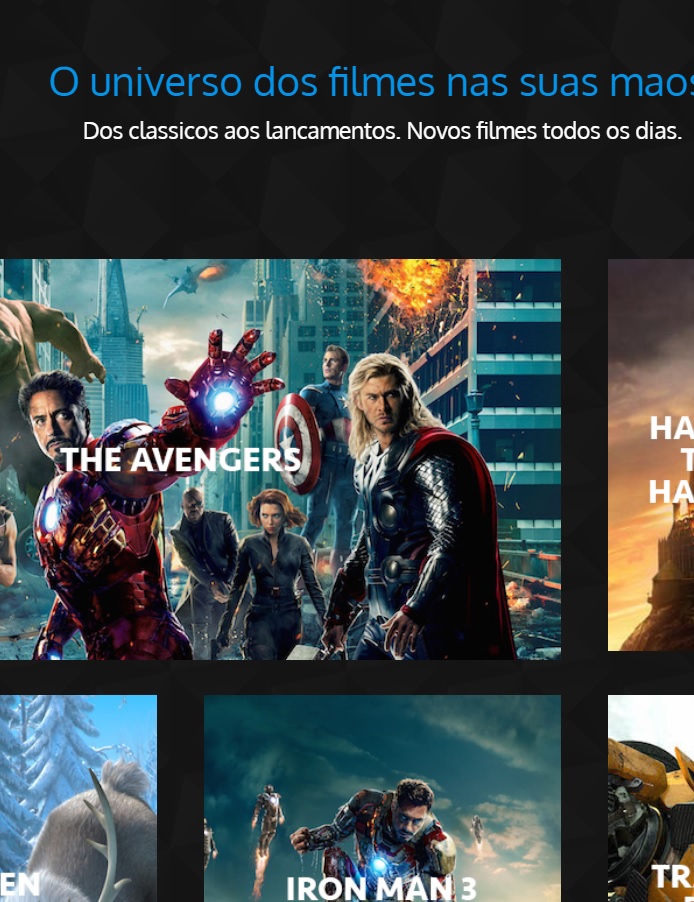 O universo dos filmes nas suas maos
Dos classicos aos lancamentos. Novos filmes todos os dias.
THE AVENGERS
HA
T
HA
EN
IRON MAN 3
TR